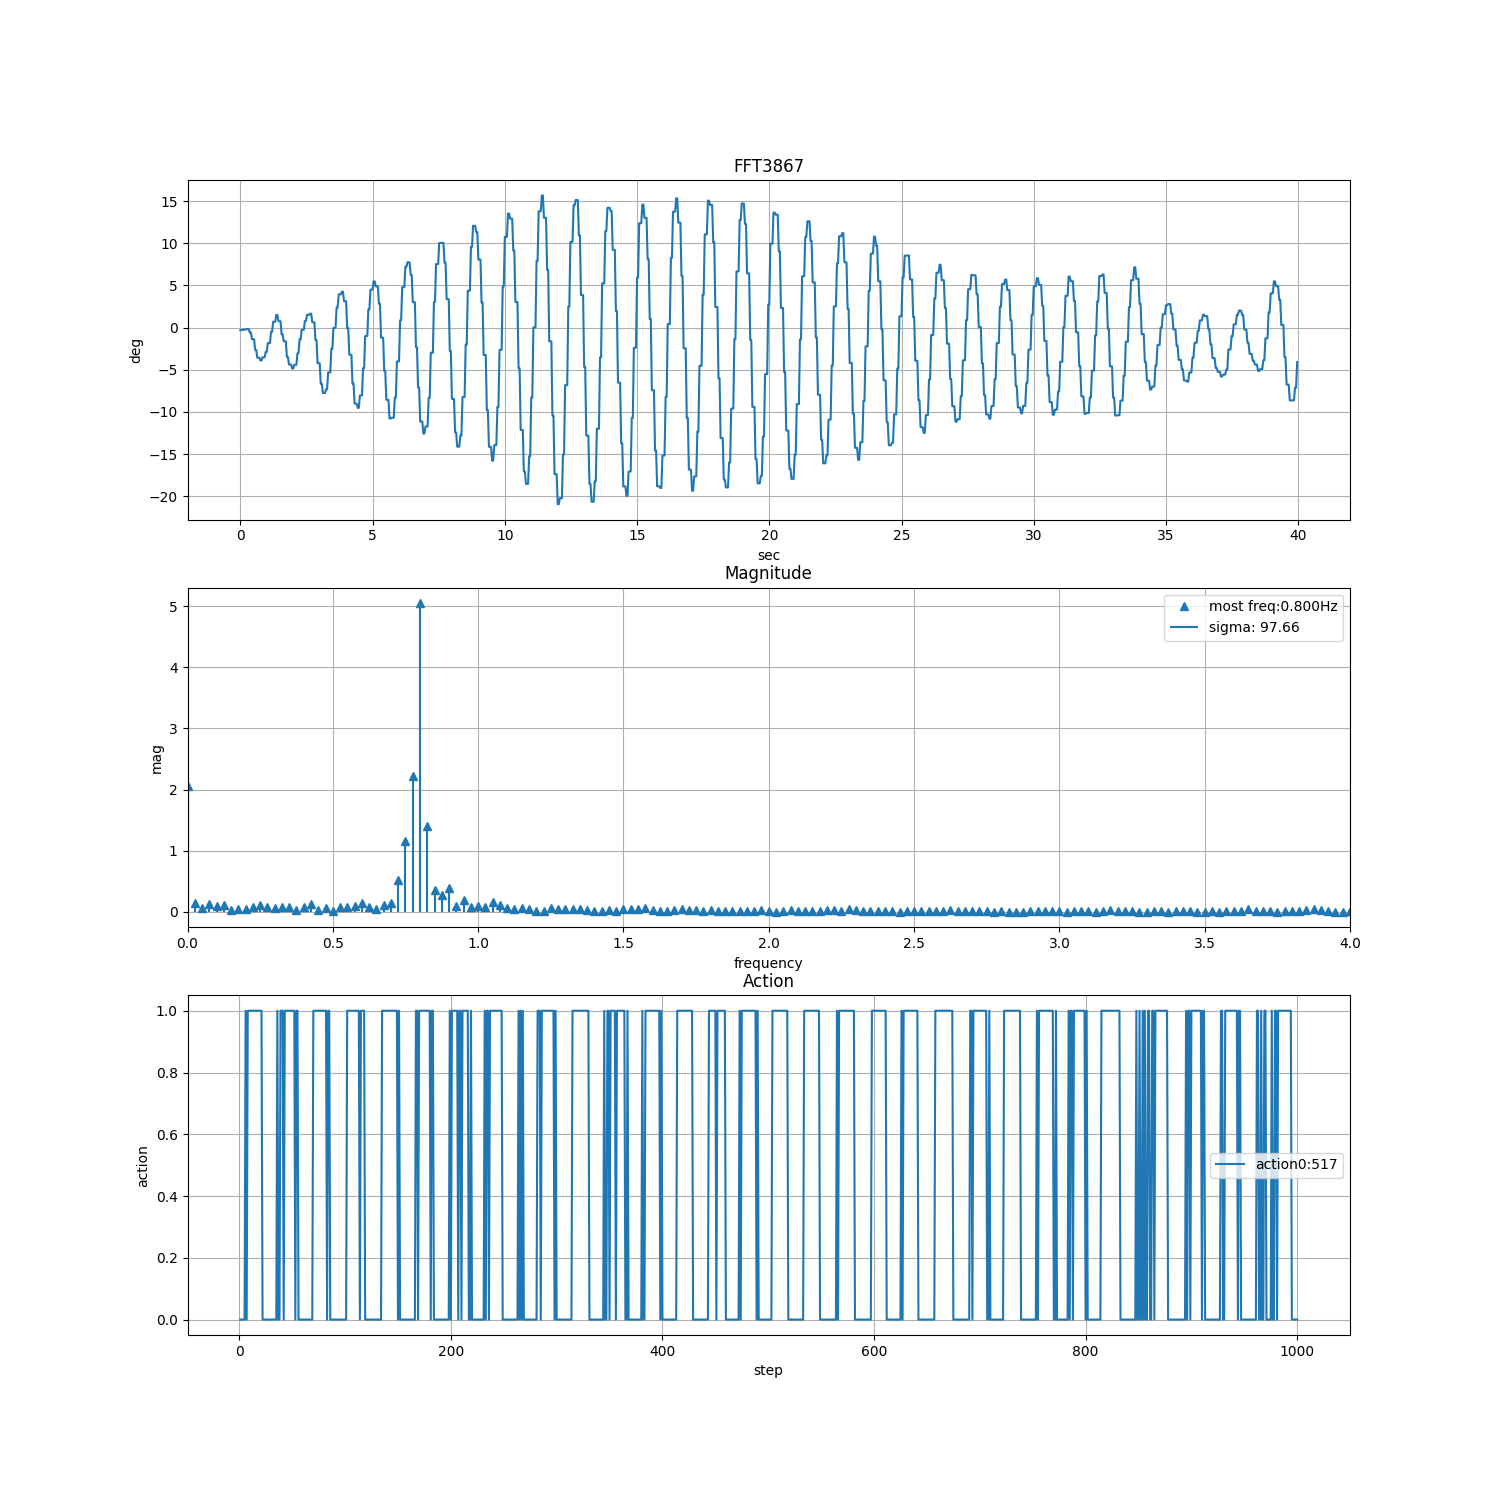 FFT3867
deg
15
10
5
0
−5
−10
−15
−20
0 5 10 15 20 25 30 35 40
sec
Magnitude
mag
5
4
3
2
1
0
most freq:0.800Hz
sigma: 97.66
0.0 0.5 1.0 1.5 2.0 2.5 3.0 3.5 4.0
frequency
Action
action
1.0
0.8
0.6
0.4
0.2
0.0
action0:517
0 200 400 600 800 1000
step